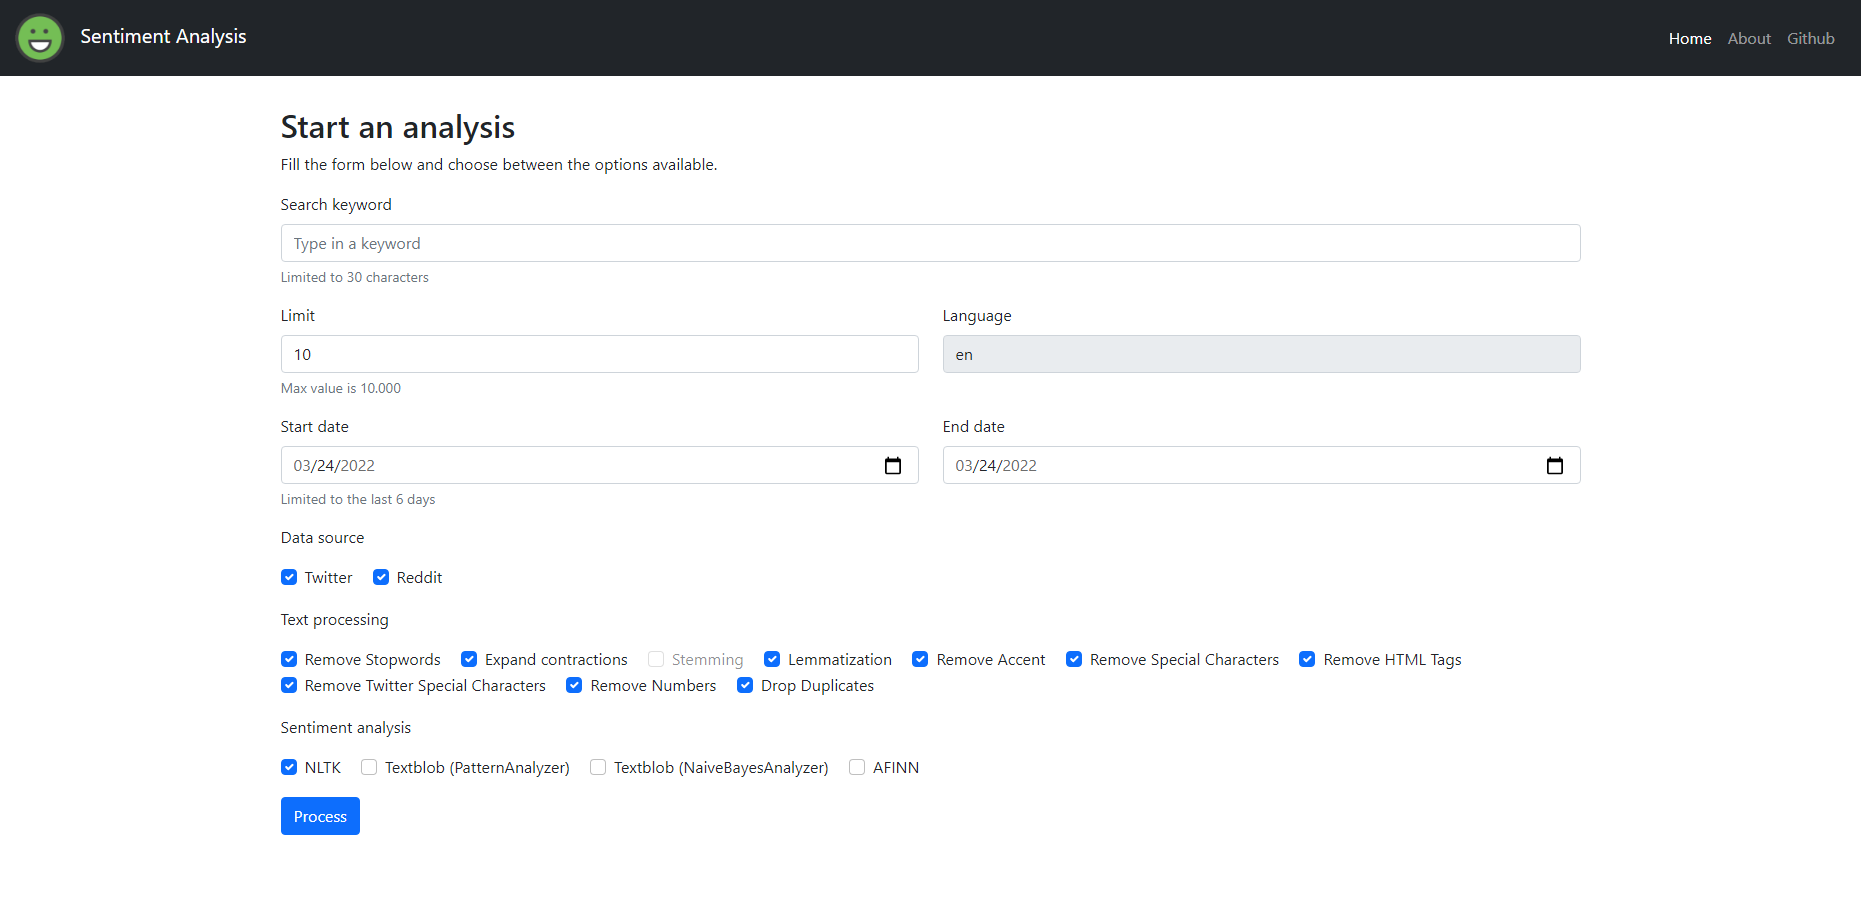 Sentiment Analysis Home About Github
Start an analysis
Fill the form below and choose between the options available.
Search keyword
Type in a keyword
Limited to 30 characters
Limit Language
10 en
Max value is 10.000
Start date End date
03/24/2022 03/24/2022
Limited to the last 6 days
Data source
Twitter Reddit
Text processing
Remove Stopwords Expand contractions Stemming Lemmatization Remove Accent Remove Special Characters Remove HTML Tags
Remove Twitter Special Characters Remove Numbers Drop Duplicates
Sentiment analysis
NLTK Textblob (PatternAnalyzer) Textblob (NaiveBayesAnalyzer) AFINN
Process